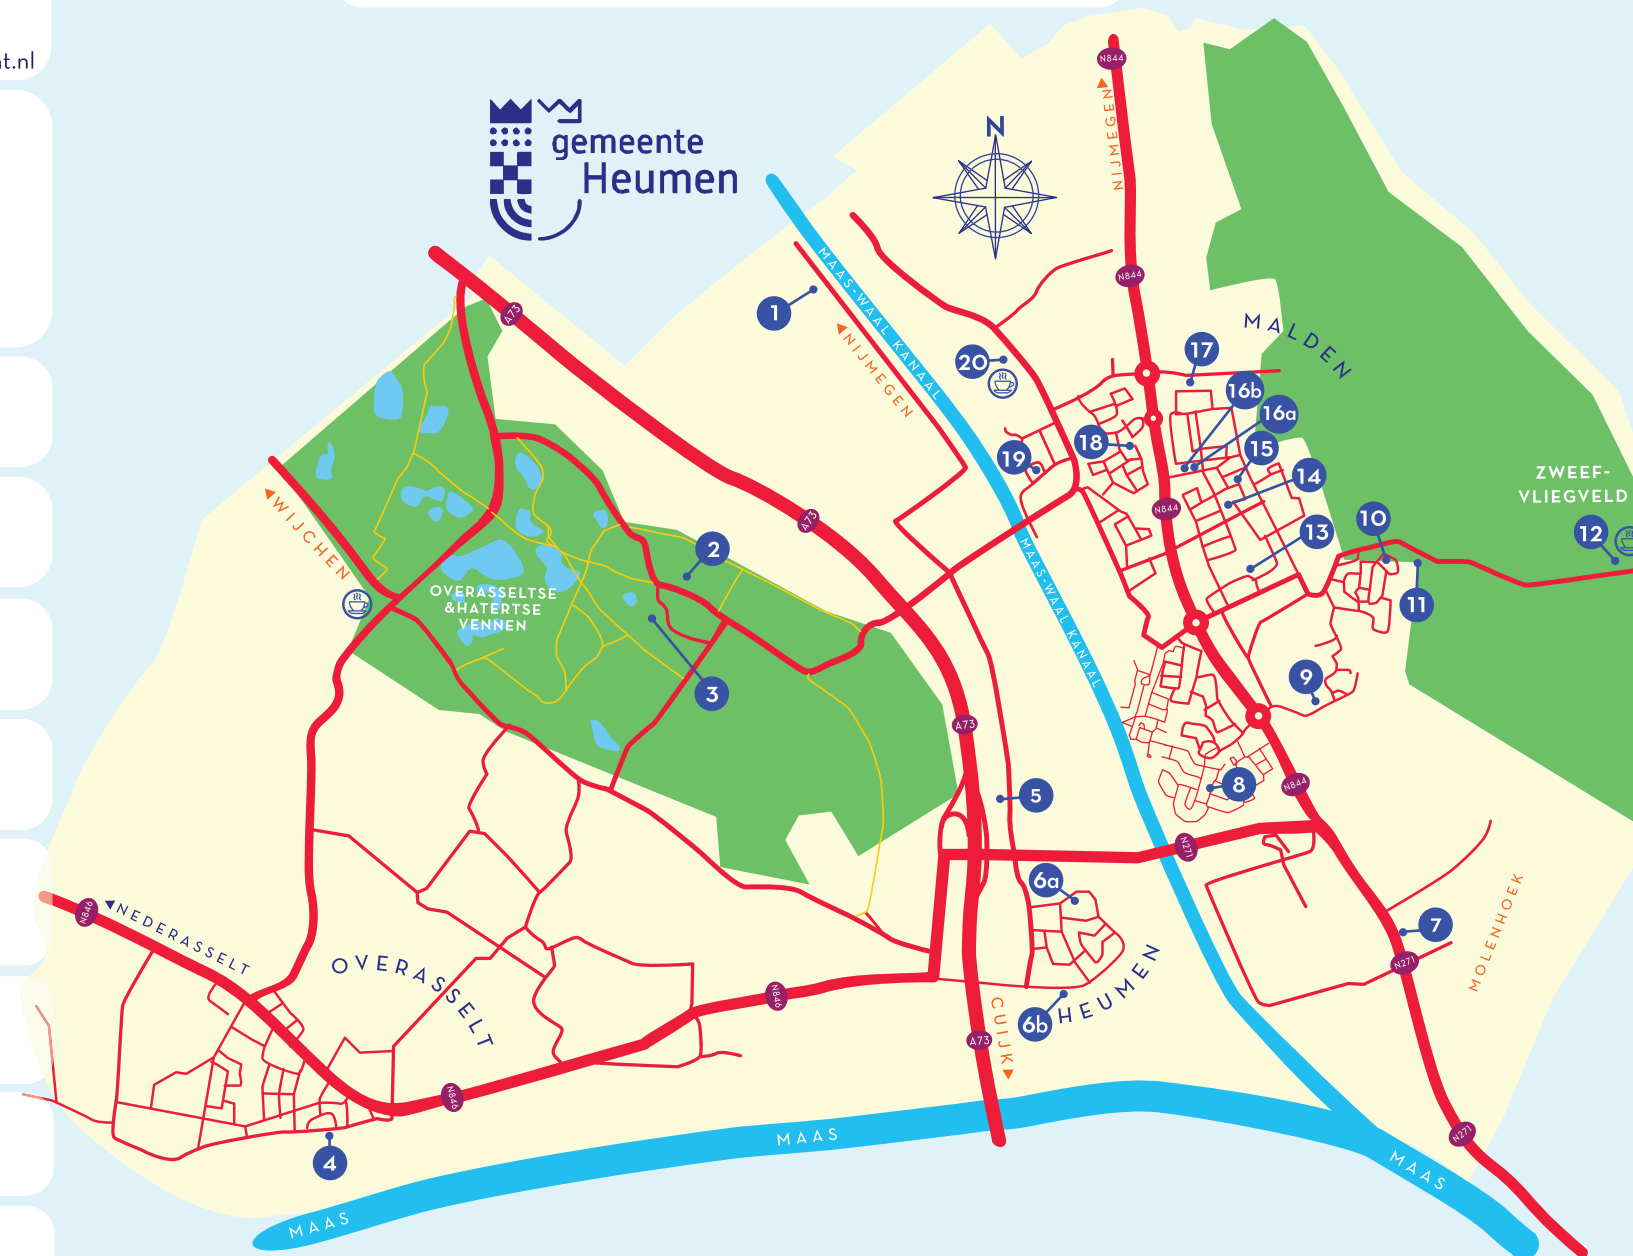 nt.nl
gemeente
Heumen
N
N844
NIJMEGEN
N844
MAAS-WAAL KANAAL
A73
1
NIJMEGEN
20
17
MALDEN
16b
16a
18
15
19
14
ZWEEF-
VLIEGVELD
WIJCHEN
A73
N844
10
12
13
2
MAAS-WAAL KANAAL
OVERASSELTSE
&HATERTSE
VENNEN
11
3
9
A73
5
8
N844
N271
6a
N846
NEDERASSELT
7
MOLENHOEK
OVERASSELT
N271
N846
HEUMEN
6b
CUIJK
A73
N846
4
MAAS
N271
MAAS
MAAS